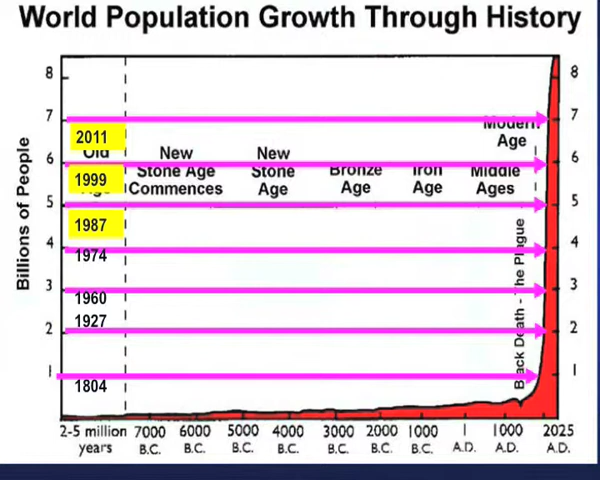 World Population Growth Through History
8
8
7
7
Modern
2011
Age
Old
New
New
6
6
Stone Age
Stone
Bronze
Iron
Middle
1999
Commences
Age
Age
Age
Ages
Age
5
5
1987
4
4
1974
3
3
1960
1927
2
2
1
1
1804
Billions of People
Black Death - The Plague
2-5 million 7000 6000 5000 4000 3000 2000 1000 1 1000 2025
years B.C. B.C. B.C. B.C. B.C. B.C. B.C. A.D. A.D. A.D.